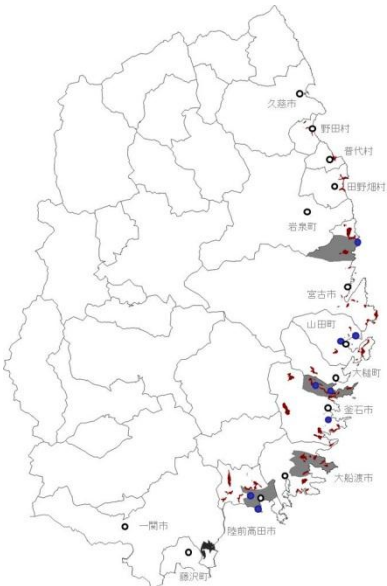 久慈市
野田村
普代村
田野畑村
岩泉町
宮古市
山田町
大槌町
釜石市
大船渡市
陸前高田市
一関市
藤沢町